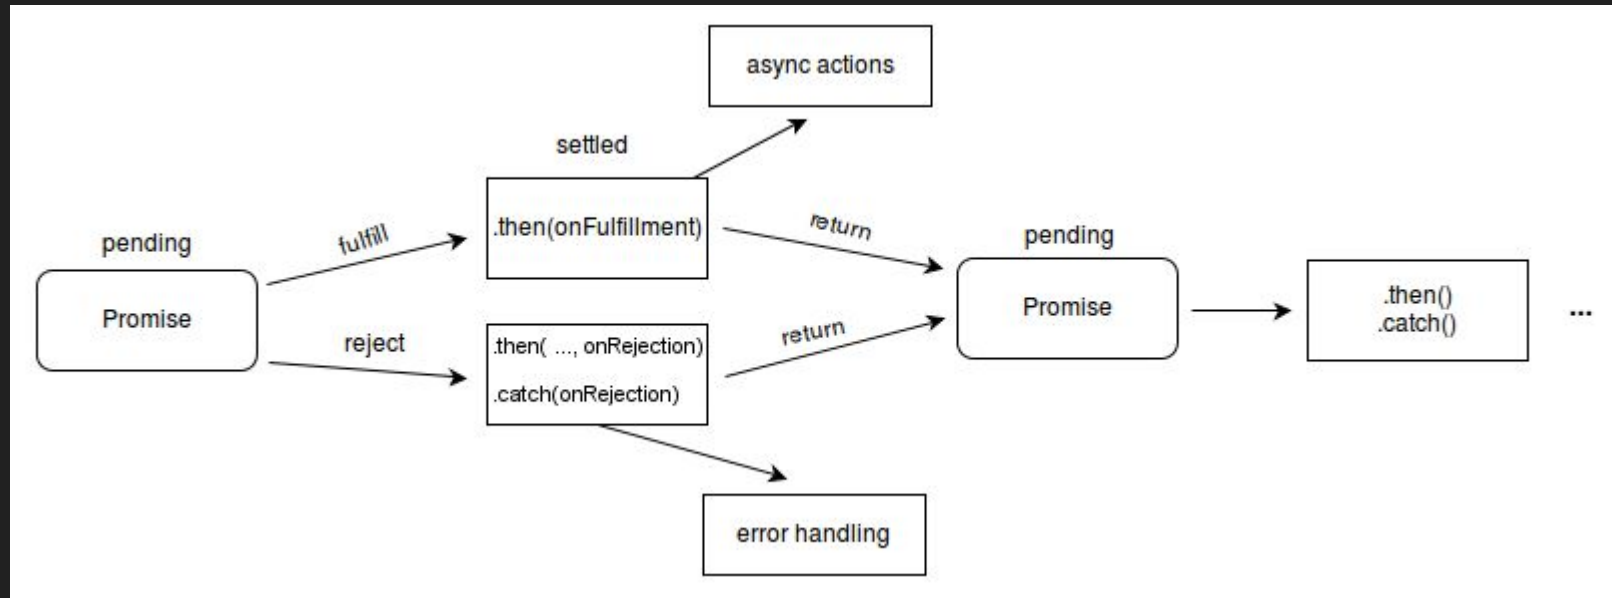 async actions
settled
.then(onFulfillment)
return
pending
fulfill
pending
Promise
Promise
.then()
.catch()
...
reject
.then( ..., onRejection)
.catch(onRejection)
return
error handling